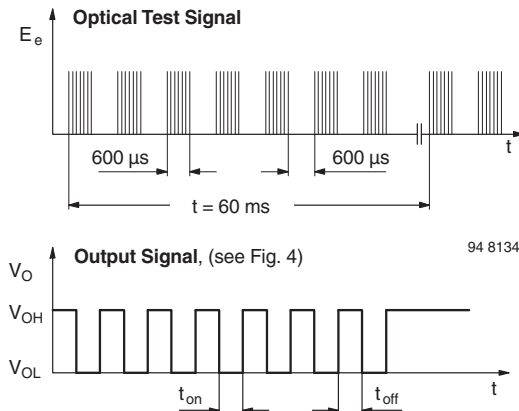 Optical Test Signal
E e
t
600 µs
600 µs
t = 60 ms
Output Signal, (see Fig. 4)
94 8134
VO
VOH
VOL
t
ton
toff